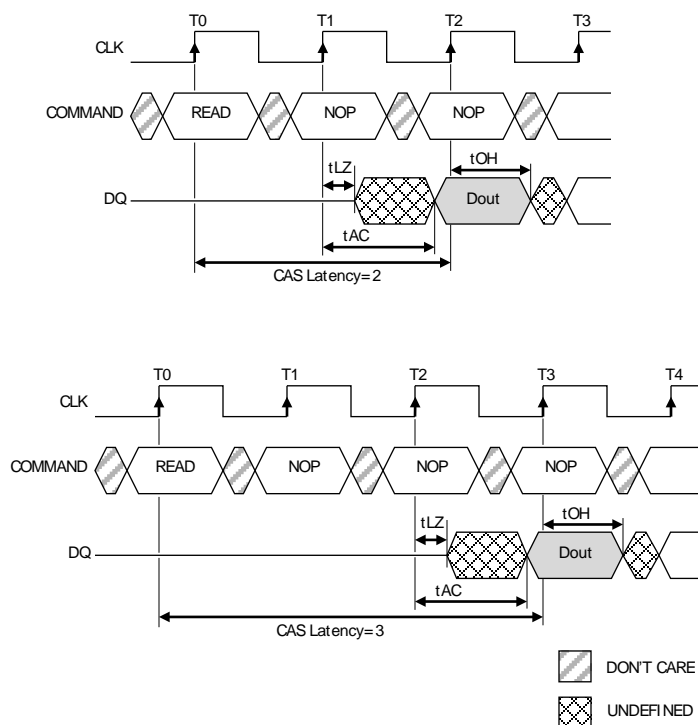 T0 T1 T2 T3
CLK
COMMAND READ NOP NOP
tLZ tOH
DQ Dout
tAC
CAS Latency=2
T0 T1 T2 T3 T4
CLK
COMMAND READ NOP NOP NOP
tLZ tOH
DQ Dout
tAC
CAS Latency=3
DON'T CARE
UNDEFINED